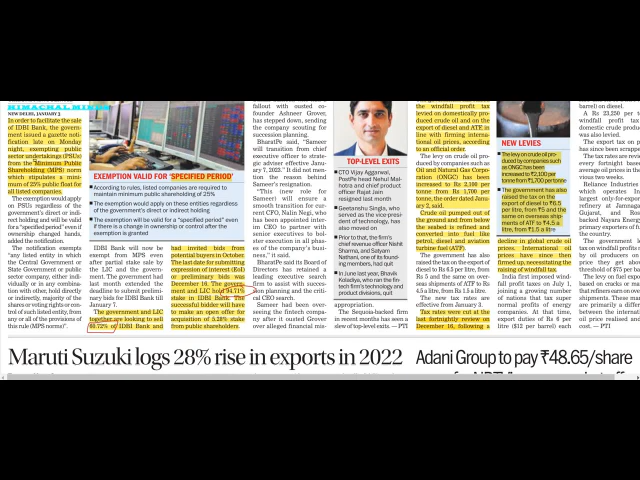 HIMACHAL
NEW DELHI, JANUARY 3
In order to facilitate the sale
of IDBI Bank, the govern-
ment issued a gazette noti-
fication late on Monday
night, exempting public
sector undertakings (PSUs)
from the Minimum Public
Shareholding (MPS) norm
which stipulates a mini-
mum of 25% public float for
all listed companies.
The exemption would apply
on PSUs regardless of the
government's direct or indi-
rect holding and will be valid
for a "specified period" even if
ownership changed, added
the notification.
The notification exempts
"any listed entity in which
the Central Government or
State Government or public
sector company, either indi-
vidually or in any combina-
tion with other, hold directly
or indirectly, majority of the
shares or voting rights or con-
trol of such listed entity, from
any or all of the provisions of
this rule (MPS norm)".
EXEMPTION VALID FOR 'SPECIFIED PERIOD'
According to rules, listed companies are required to
maintain minimum public shareholding of 25%
The exemption would apply on these entities regardless
of the government's direct or indirect holding
The exemption will be valid for a "specified period" even
if there is a change in ownership or control after the
exemption is granted
IDBI Bank will now be
exempt from MPS even
after partial stake sale by
the LIC and the govern-
ment. The government had
last month extended the
deadline to submit prelimi-
nary bids for IDBI Bank till
January 7.
The government and LIC
together are looking to sell
60.72% of IDBI Bank and
had invited bids from
potential buyers in October.
The last date for submitting
expression of interest (EoI)
or preliminary bids was
December 16. The govern-
ment and LIC hold 94.71%
stake in IDBI Bank. The
successful bidder will have
to make an open offer for
acquisition of 5.28% stake
from public shareholders.
fallout with ousted co-
founder Ashneer Grover,
has stepped down, sending
the company scouting for
succession planning.
BharatPe said, "Sameer
will transition from chief
executive officer to strate-
gic adviser effective Janu-
ary 7, 2023." It did not men-
tion the reason behind
Sameer's resignation.
"This new role for
Sameer will ensure a
smooth transition for cur-
rent CFO, Nalin Negi, who
has been appointed inter-
im CEO to partner with
senior executives to bol-
ster execution in all phas-
es of the company's busi-
ness," it said.
BharatPe said its Board of
Directors has retained a
leading executive search
firm to assist with succes-
sion planning and the criti-
cal CEO search.
Sameer had been oversee-
ing the fintech company
after it ousted Grover
over alleged financial mis-
TOP-LEVEL EXITS
CTO Vijay Aggarwal,
PostPe head Nehul Mal-
hotra and chief product
officer Rajat Jain
resigned last month
Geetanshu Singla, who
served as the vice-presi-
dent of technology, has
also moved on
Prior to that, the firm's
chief revenue officer Nishit
Sharma, and Satyam
Nathani, one of its found-
ing members, had quit
In June last year, Bhavik
Koladiya, who ran the fin-
tech firm's technology and
product divisions, quit
appropriation.
The Sequoia-backed firm
in recent months has seen a
slew of top-level exits. — PTI
the windfall profit tax
levied on domestically pro-
duced crude oil and on the
export of diesel and ATF, in
line with firming interna-
tional oil prices, according
to an official order.
The levy on crude oil pro-
duced by companies such as
Oil and Natural Gas Corpo-
ration (ONGC) has been
increased to Rs 2,100 per
tonne from Rs 1,700 per
tonne, the order dated Janu-
ary 2, said.
Crude oil pumped out of
the ground and from below
the seabed is refined and
converted into fuel like
petrol, diesel and aviation
turbine fuel (ATF).
The government has also
raised the tax on the export
of diesel to Rs 6.5 per litre,
from Rs 5 and the same on over-
seas shipments of ATF to Rs
4.5 a litre, from Rs 1.5 a litre.
The new tax rates are
effective from January 3.
Tax rates were cut at the
last fortnightly review on
December 16, following a
NEW LEVIES
The levy on crude oil pro-
duced by companies such
as ONGC has been
increased to ₹2,100 per
tonne from ₹1,700 per tonne
The government has also
raised the tax on the export
of diesel to ₹6.5
per litre, from ₹5 and the
same on overseas ship-
ments of ATF to ₹4.5
a litre, from ₹1.5 a litre
decline in global crude oil
prices. International oil
prices have since then
firmed up, necessitating the
raising of windfall tax.
India first imposed wind-
fall profit taxes on July 1,
joining a growing number
of nations that tax super
normal profits of energy
companies. At that time,
export duties of Rs 6 per
litre ($12 per barrel) each
barrel) on diesel.
A Rs 23,250 per t
windfall profit tax
domestic crude produ
was also levied.
The export tax on p
has since been scrapp
The tax rates are re
every fortnight base
average oil prices in th
vious two weeks.
Reliance Industries
which operates In
largest only-for-expor
refinery at Jamnaga
Gujarat, and Rosn
backed Nayara Energ
primary exporters of fu
the country.
The government levie
on windfall profits ma
oil producers on any
price they get abo
threshold of $75 per ba
The levy on fuel expo
based on cracks or ma
that refiners earn on ove
shipments. These mar
are primarily a differ
between the internat
oil price realised and
cost. — PTI
Maruti Suzuki logs 28% rise in exports in 2022
Adani Group to pay ₹48.65/share